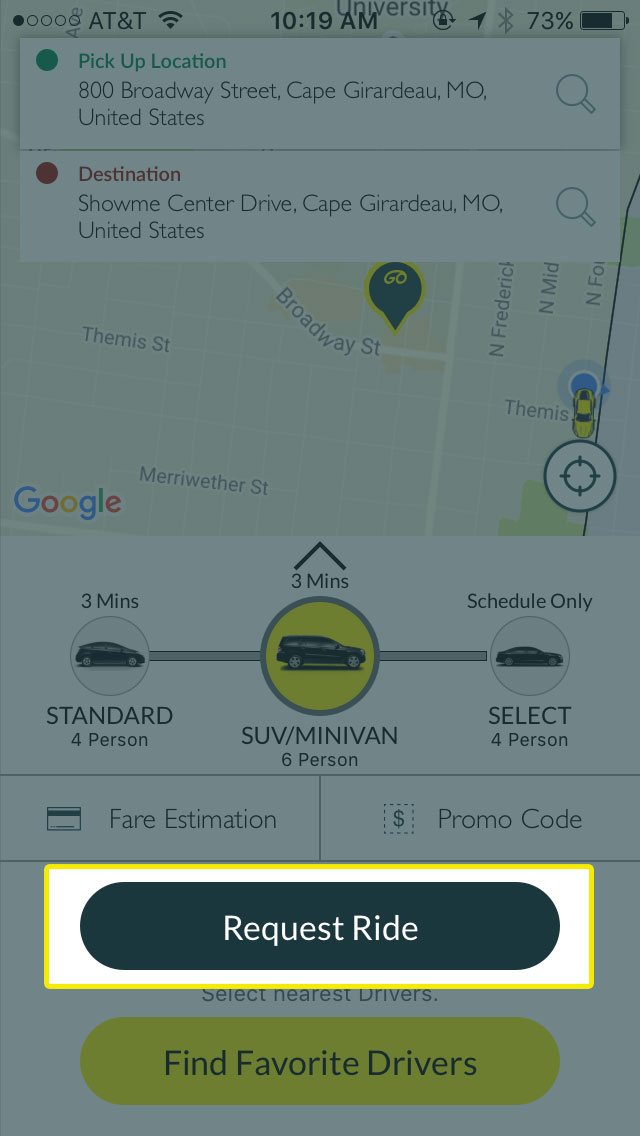 University
AT&T 10:19 AM 73%
Ave
Pick Up Location
800 Broadway Street, Cape Girardeau, MO,
United States
Destination
Showme Center Drive, Cape Girardeau, MO,
United States
GO
Broadway St
Themis St
N Frederick
N Mid
N Fou
Themis
Merriwether St
Google
3 Mins
3 Mins
Schedule Only
STANDARD
4 Person
SUV/MINIVAN
6 Person
SELECT
4 Person
Fare Estimation
$
Promo Code
Request Ride
Select nearest Drivers.
Find Favorite Drivers